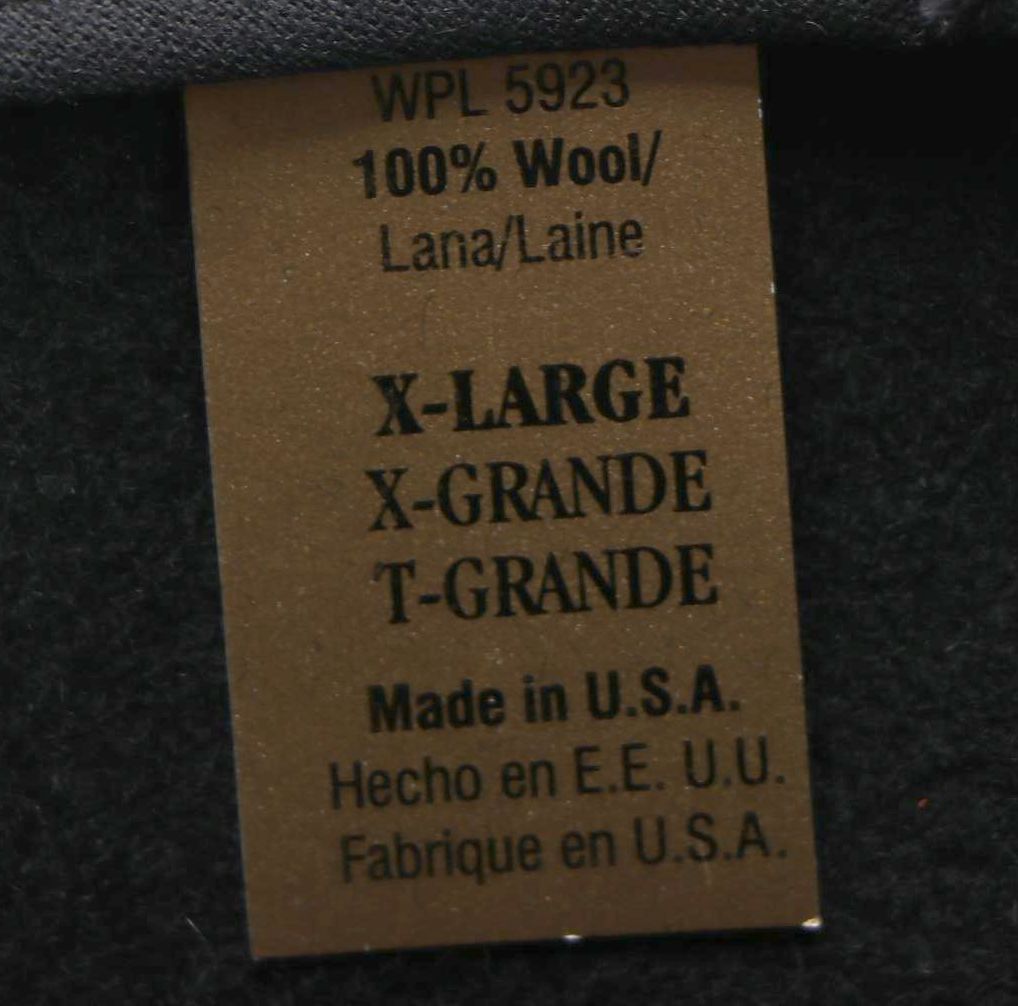 WPL 5923
100% Wool/
Lana/Laine
X-LARGE
X-GRANDE
T-GRANDE
Made in U.S.A.
Hecho en E.E. U.U.
Fabrique en U.S.A.